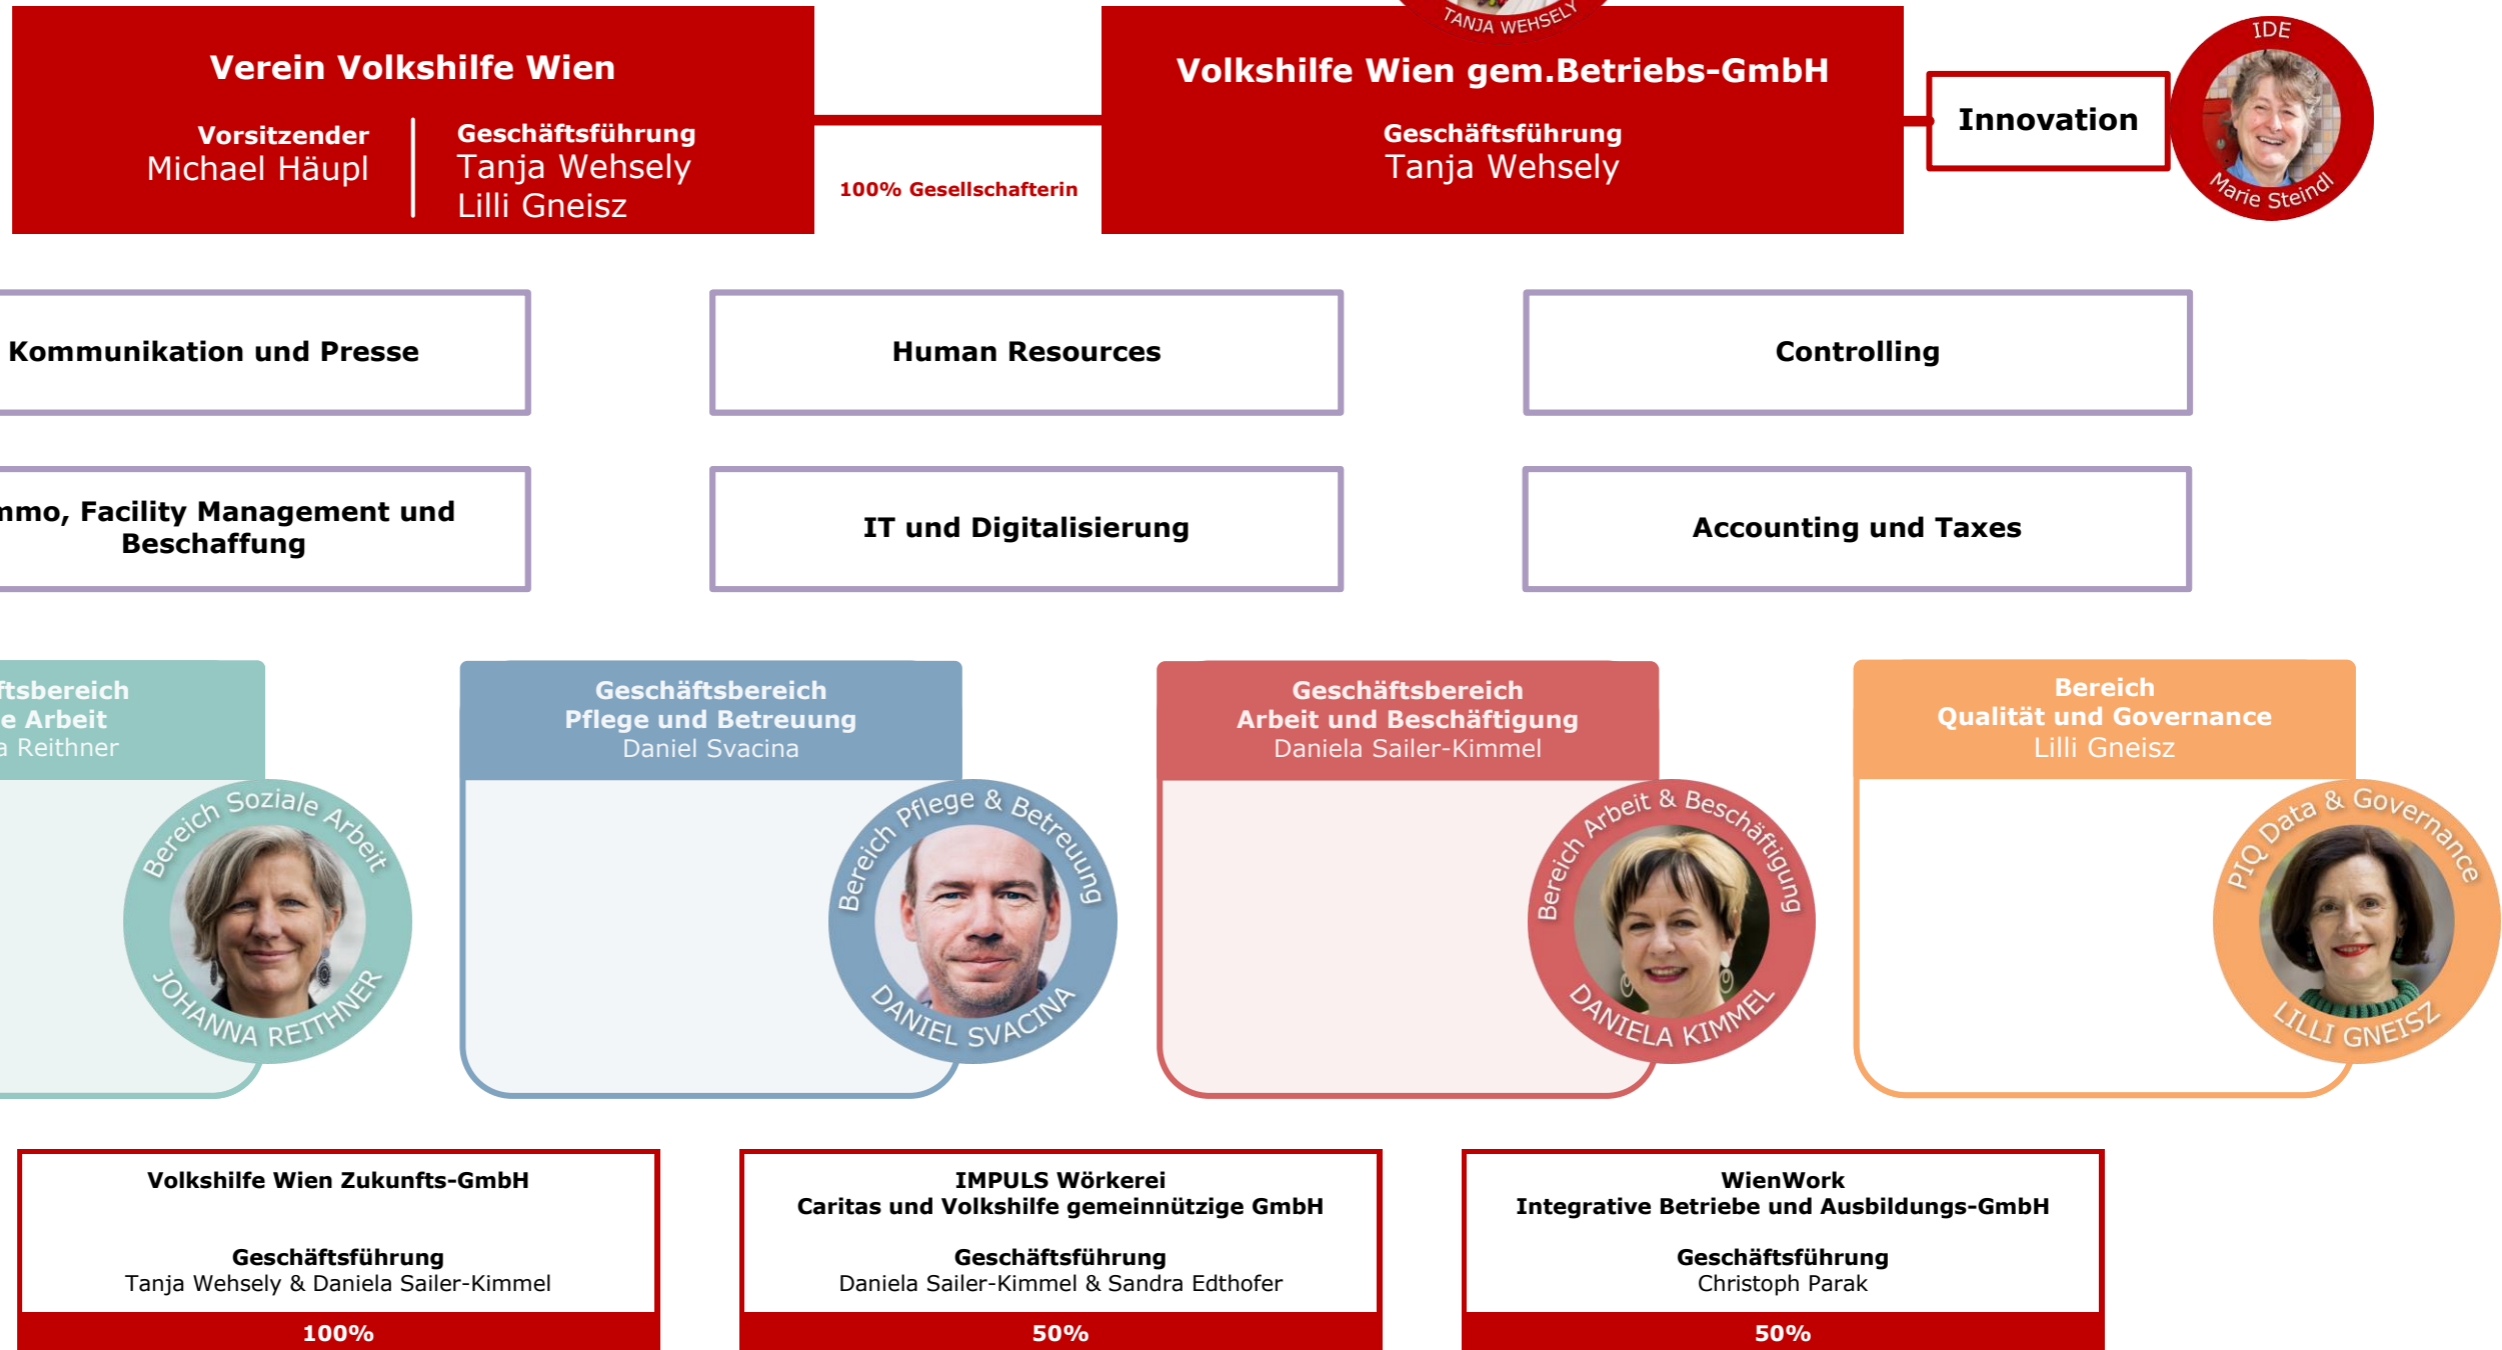 TANJA WEHSELY
Verein Volkshilfe Wien
Vorsitzender
Michael Häupl
Geschäftsführung
Tanja Wehsely
Lilli Gneisz
100% Gesellschafterin
Volkshilfe Wien gem.Betriebs-GmbH
Geschäftsführung
Tanja Wehsely
Innovation
IDE
Marie Steindl
Kommunikation und Presse
Human Resources
Controlling
mmo, Facility Management und
Beschaffung
IT und Digitalisierung
Accounting und Taxes
ftsbereich
e Arbeit
a Reithner
Bereich Soziale Arbeit
JOHANNA REITHNER
Geschäftsbereich
Pflege und Betreuung
Daniel Svacina
Bereich Pflege & Betreuung
DANIEL SVACINA
Geschäftsbereich
Arbeit und Beschäftigung
Daniela Sailer-Kimmel
Bereich Arbeit & Beschäftigung
DANIELA KIMMEL
Bereich
Qualität und Governance
Lilli Gneisz
PIQ Data & Governance
LILLI GNEISZ
Volkshilfe Wien Zukunfts-GmbH
Geschäftsführung
Tanja Wehsely & Daniela Sailer-Kimmel
100%
IMPULS Wörkerei
Caritas und Volkshilfe gemeinnützige GmbH
Geschäftsführung
Daniela Sailer-Kimmel & Sandra Edthofer
50%
WienWork
Integrative Betriebe und Ausbildungs-GmbH
Geschäftsführung
Christoph Parak
50%